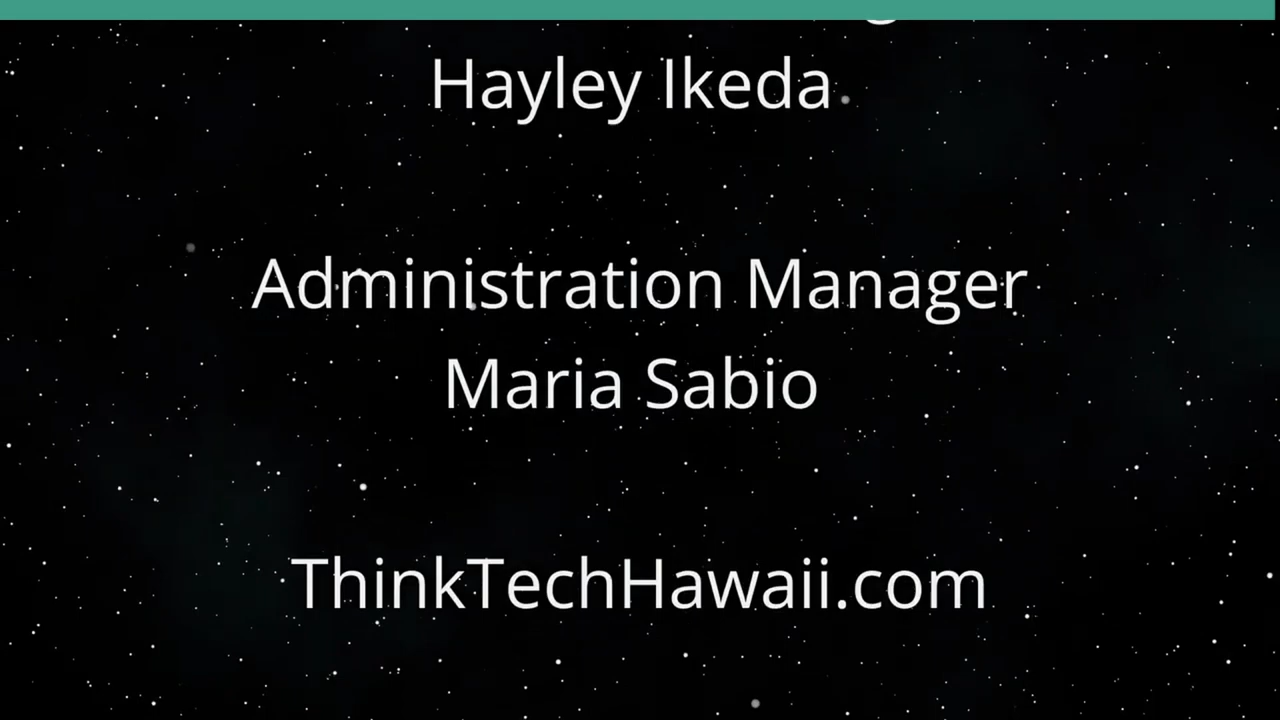 Hayley Ikeda
Administration Manager
Maria Sabio
ThinkTechHawaii.com